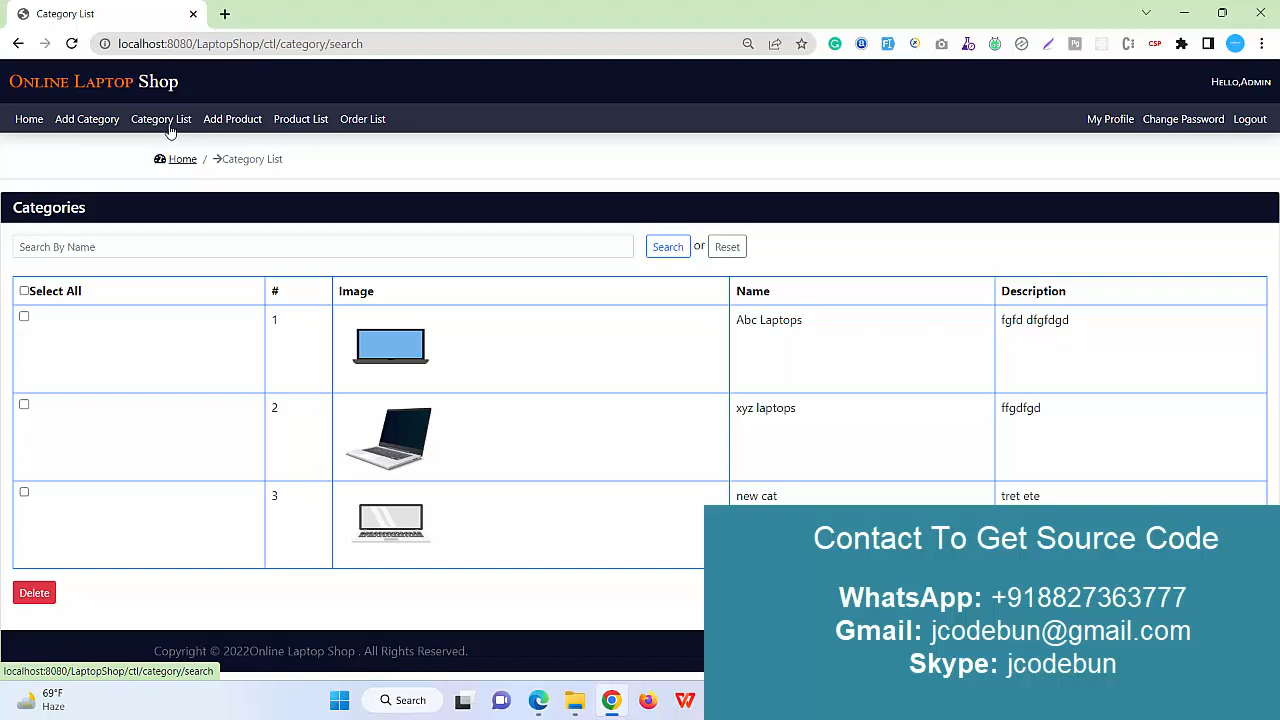 Category List
localhost:8080/LaptopShop/ctl/category/search
ONLINE LAPTOP Shop
HELLO,ADMIN
Home Add Category Category List Add Product Product List Order List My Profile Change Password Logout
Home / →Category List
Categories
Search By Name Search or Reset
Select All # Image Name Description
1 Abc Laptops fgfd dfgfdgd
2 xyz laptops ffgdfgd
3 new cat tret ete
Delete
Contact To Get Source Code
WhatsApp: +918827363777
Gmail: jcodebun@gmail.com
Skype: jcodebun
Copyright © 2022Online Laptop Shop . All Rights Reserved.
localhost:8080/LaptopShop/ctl/category/search
69°F
Haze
Search